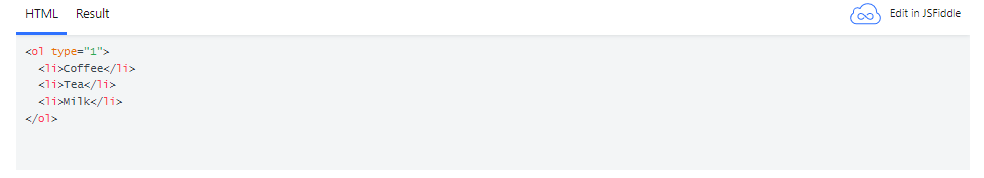 HTML Result Edit in JSFiddle
<ol type="1">
  <li>Coffee</li>
  <li>Tea</li>
  <li>Milk</li>
</ol>